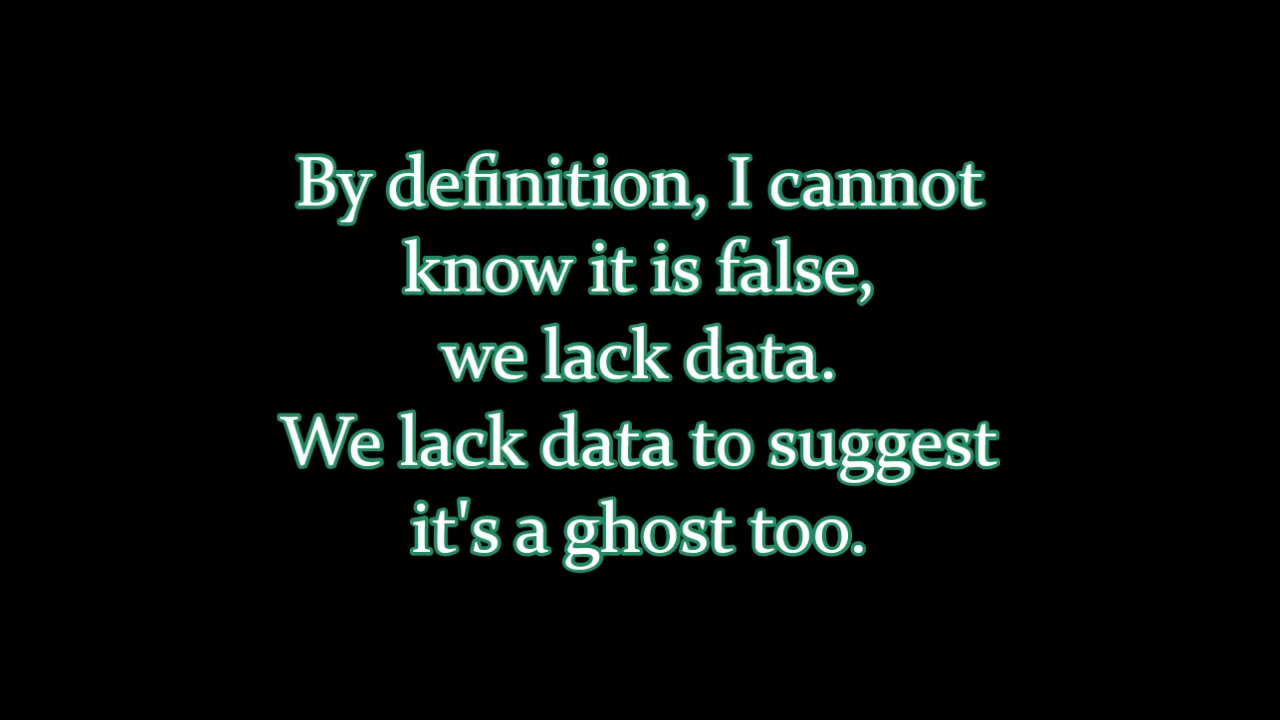 By definition, I cannot
know it is false,
we lack data.
We lack data to suggest
it's a ghost too.